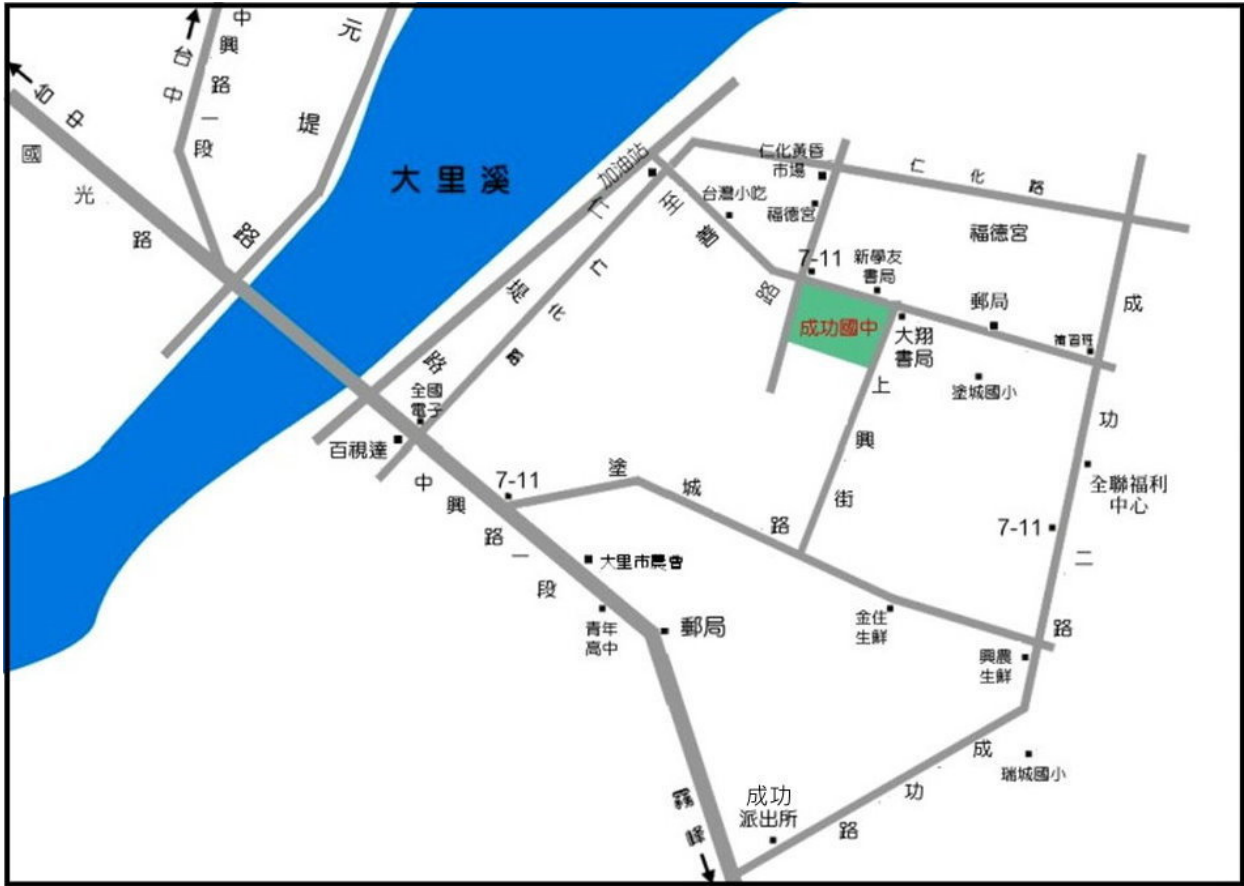 台中
中興路一段
元堤路
台中
國光路
大里溪
加油站
仁堤路
仁化路
至善路
台灣小吃
仁化黃昏
市場
福德宮
仁化路
福德宮
7-11
新學友
書局
郵局
成功國中
大翔
書局
補習班
塗城國小
上興街
成功二路
全聯福利
中心
7-11
全國
電子
百視達
7-11
塗城路
中興路一段
大里市農會
青年
高中
郵局
金住
生鮮
興農
生鮮
瑞城國小
成功路
成功
派出所
霧峰